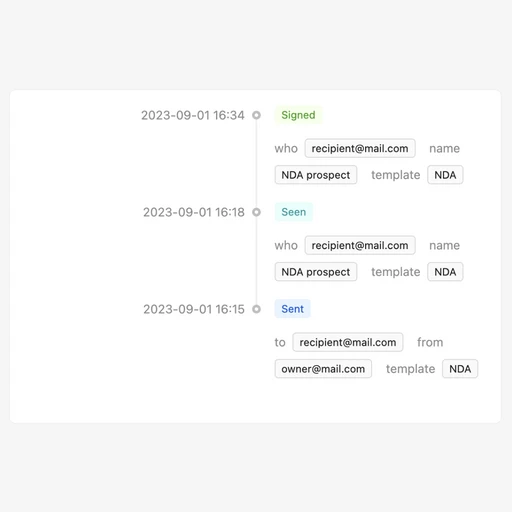 2023-09-01 16:34 Signed
who recipient@mail.com name
NDA prospect template NDA
2023-09-01 16:18 Seen
who recipient@mail.com name
NDA prospect template NDA
2023-09-01 16:15 Sent
to recipient@mail.com from
owner@mail.com template NDA